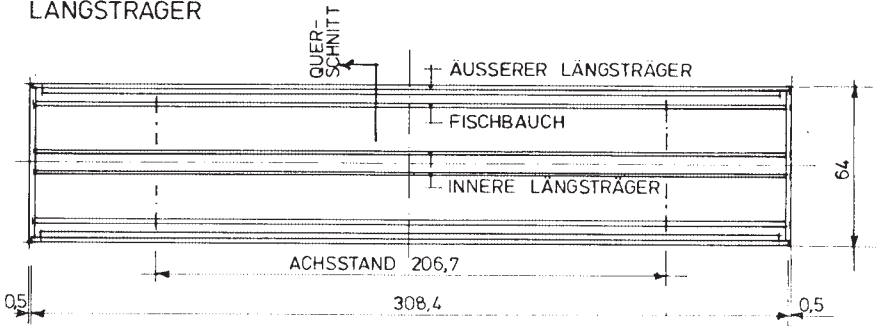 LÄNGSTRÄGER
QUER-
SCHNITT
ÄUSSERER LÄNGSTRÄGER
FISCHBAUCH
INNERE LÄNGSTRÄGER
64
ACHSSTAND 206,7
0,5
308,4
0,5